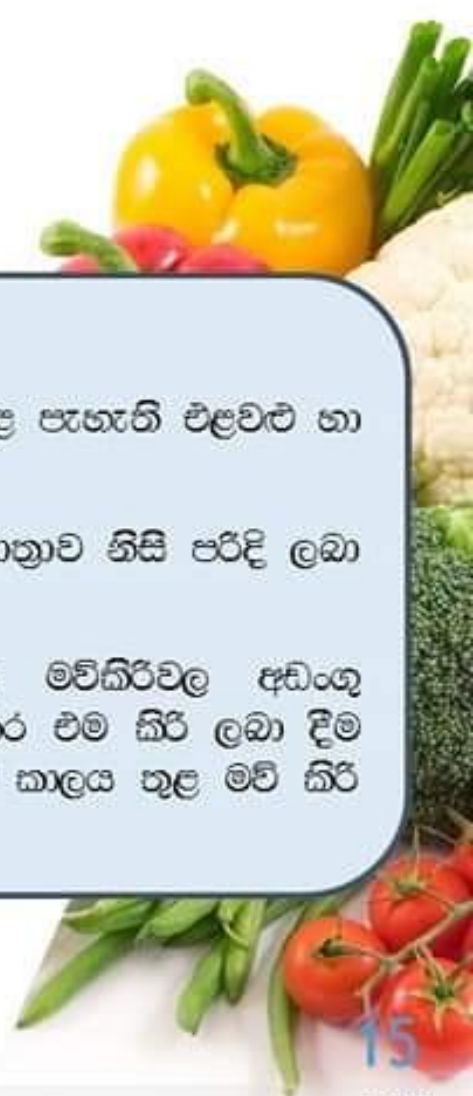 පැහැති එළවළු හා
නිසි පරිදි ලබා
මව්කිරිවල අඩංගු
එම කිරි ලබා දීම
කාලය තුළ මව් කිරි
15